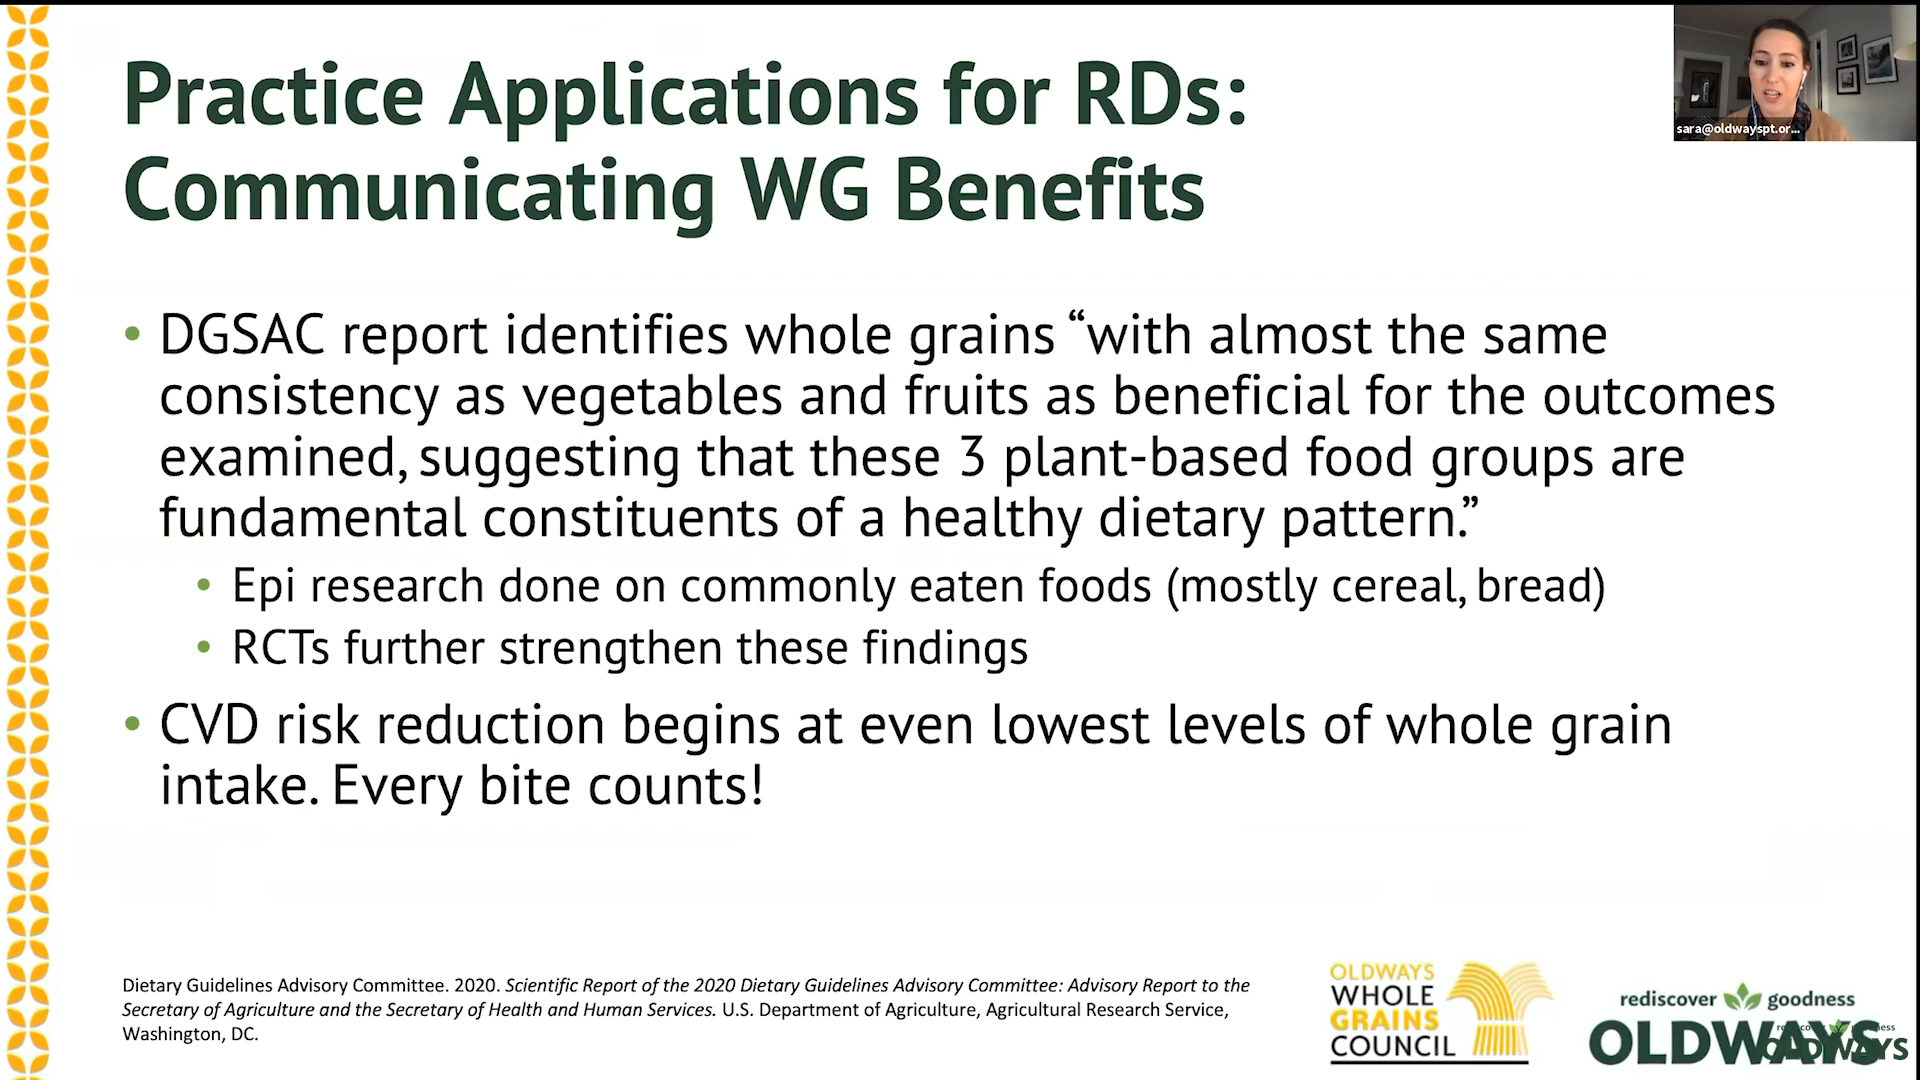 Practice Applications for RDs:
Communicating WG Benefits
sara@oldwayspt.or...
• DGSAC report identifies whole grains “with almost the same
consistency as vegetables and fruits as beneficial for the outcomes
examined, suggesting that these 3 plant-based food groups are
fundamental constituents of a healthy dietary pattern.”
• Epi research done on commonly eaten foods (mostly cereal, bread)
• RCTs further strengthen these findings
• CVD risk reduction begins at even lowest levels of whole grain
intake. Every bite counts!
Dietary Guidelines Advisory Committee. 2020. Scientific Report of the 2020 Dietary Guidelines Advisory Committee: Advisory Report to the
Secretary of Agriculture and the Secretary of Health and Human Services. U.S. Department of Agriculture, Agricultural Research Service,
Washington, DC.
OLDWAYS
WHOLE
GRAINS
COUNCIL
rediscover goodness
OLDWAYS
OLDWAYS